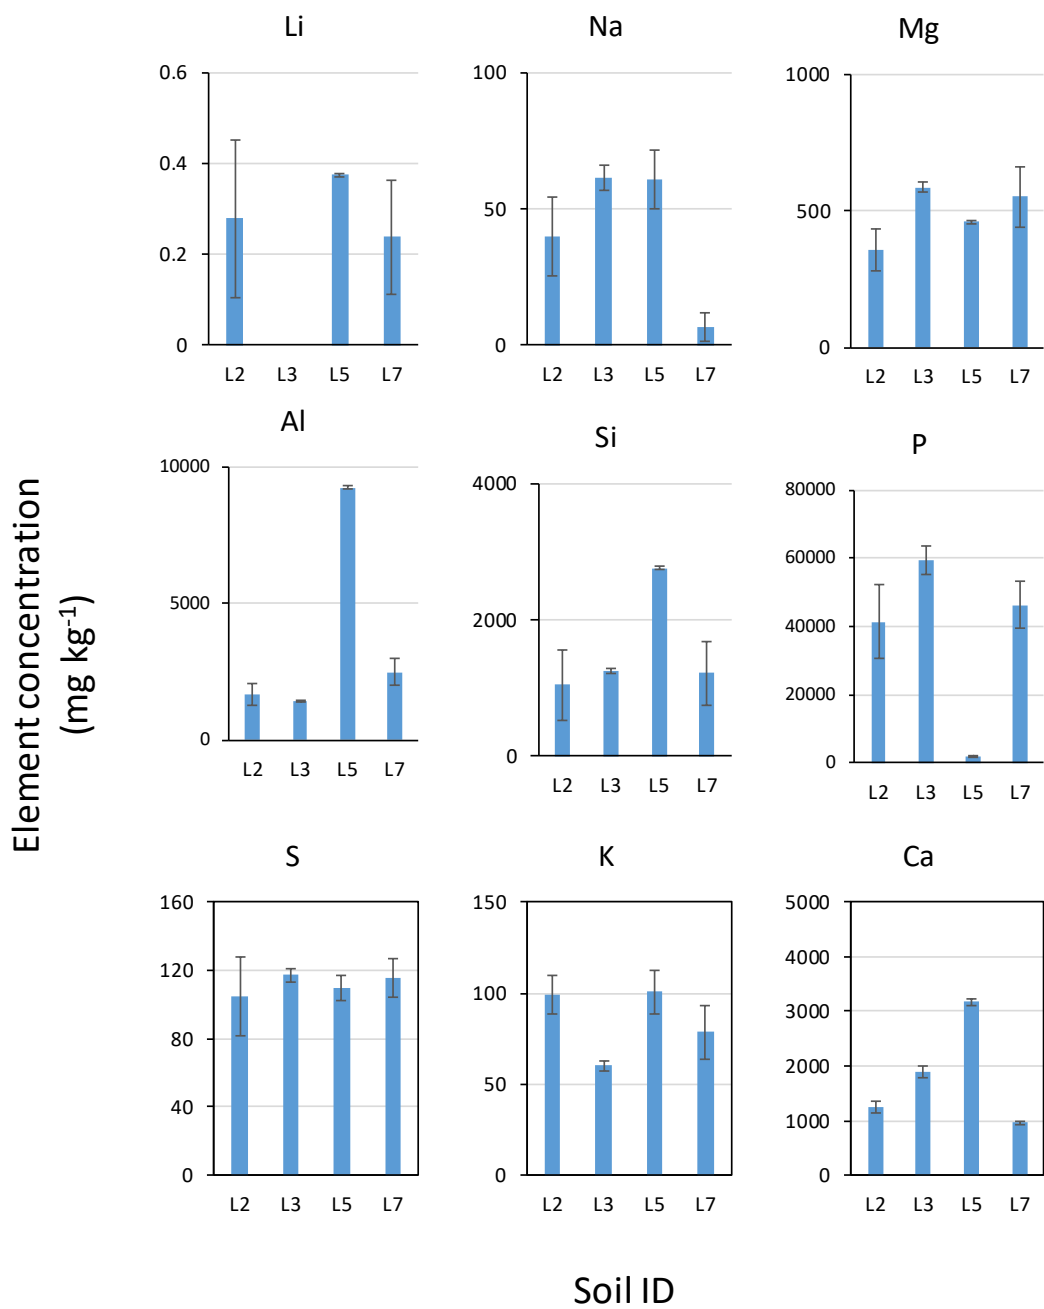 Li
Na
Mg
0.6
0.4
0.2
0
L2 L3 L5 L7
100
50
0
L2 L3 L5 L7
1000
500
0
L2 L3 L5 L7
Al
Si
P
10000
5000
0
L2 L3 L5 L7
4000
2000
0
L2 L3 L5 L7
80000
60000
40000
20000
0
L2 L3 L5 L7
Element concentration
(mg kg⁻¹)
S
K
Ca
160
120
80
40
0
L2 L3 L5 L7
150
100
50
0
L2 L3 L5 L7
5000
4000
3000
2000
1000
0
L2 L3 L5 L7
Soil ID